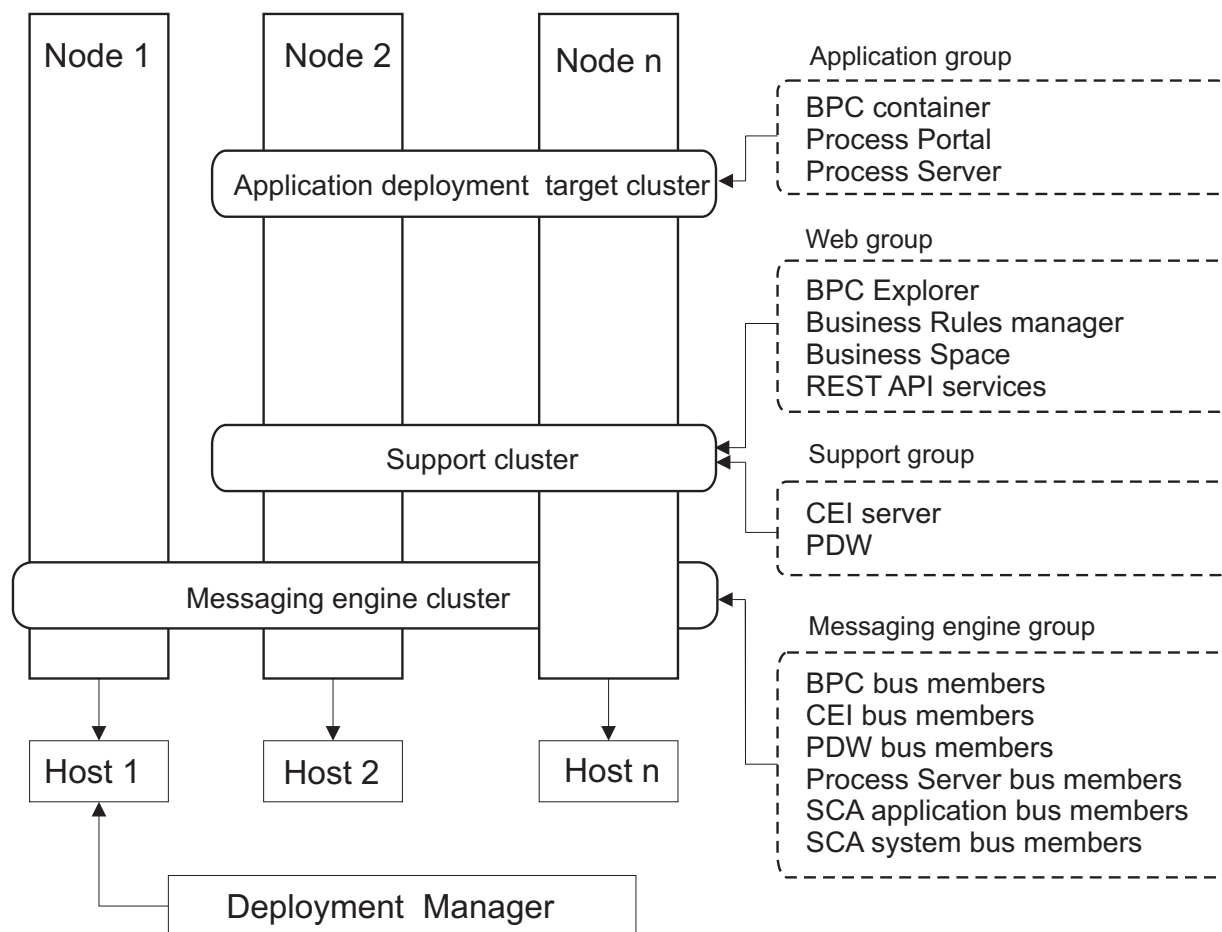 Node 1
Node 2
Node n
Application deployment target cluster
Support cluster
Messaging engine cluster
Host 1
Host 2
Host n
Deployment Manager
Application group
BPC container
Process Portal
Process Server
Web group
BPC Explorer
Business Rules manager
Business Space
REST API services
Support group
CEI server
PDW
Messaging engine group
BPC bus members
CEI bus members
PDW bus members
Process Server bus members
SCA application bus members
SCA system bus members